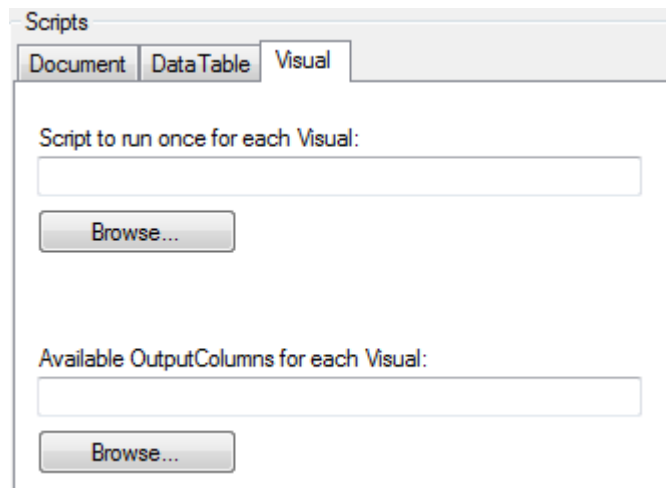 Scripts
Document DataTable Visual
Script to run once for each Visual:
Browse...
Available OutputColumns for each Visual:
Browse...